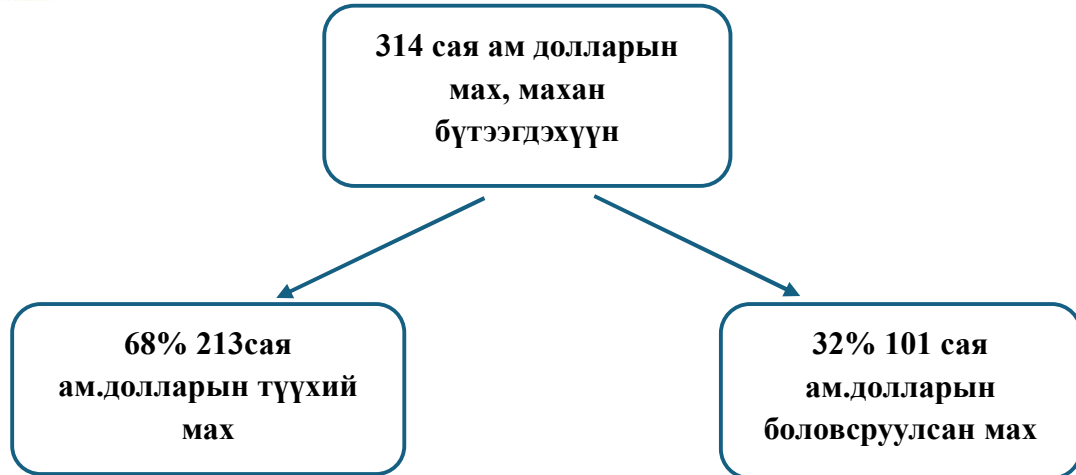 314 сая ам долларын
мах, махан
бүтээгдэхүүн
68% 213сая
ам.долларын түүхий
мах
32% 101 сая
ам.долларын
боловсруулсан мах